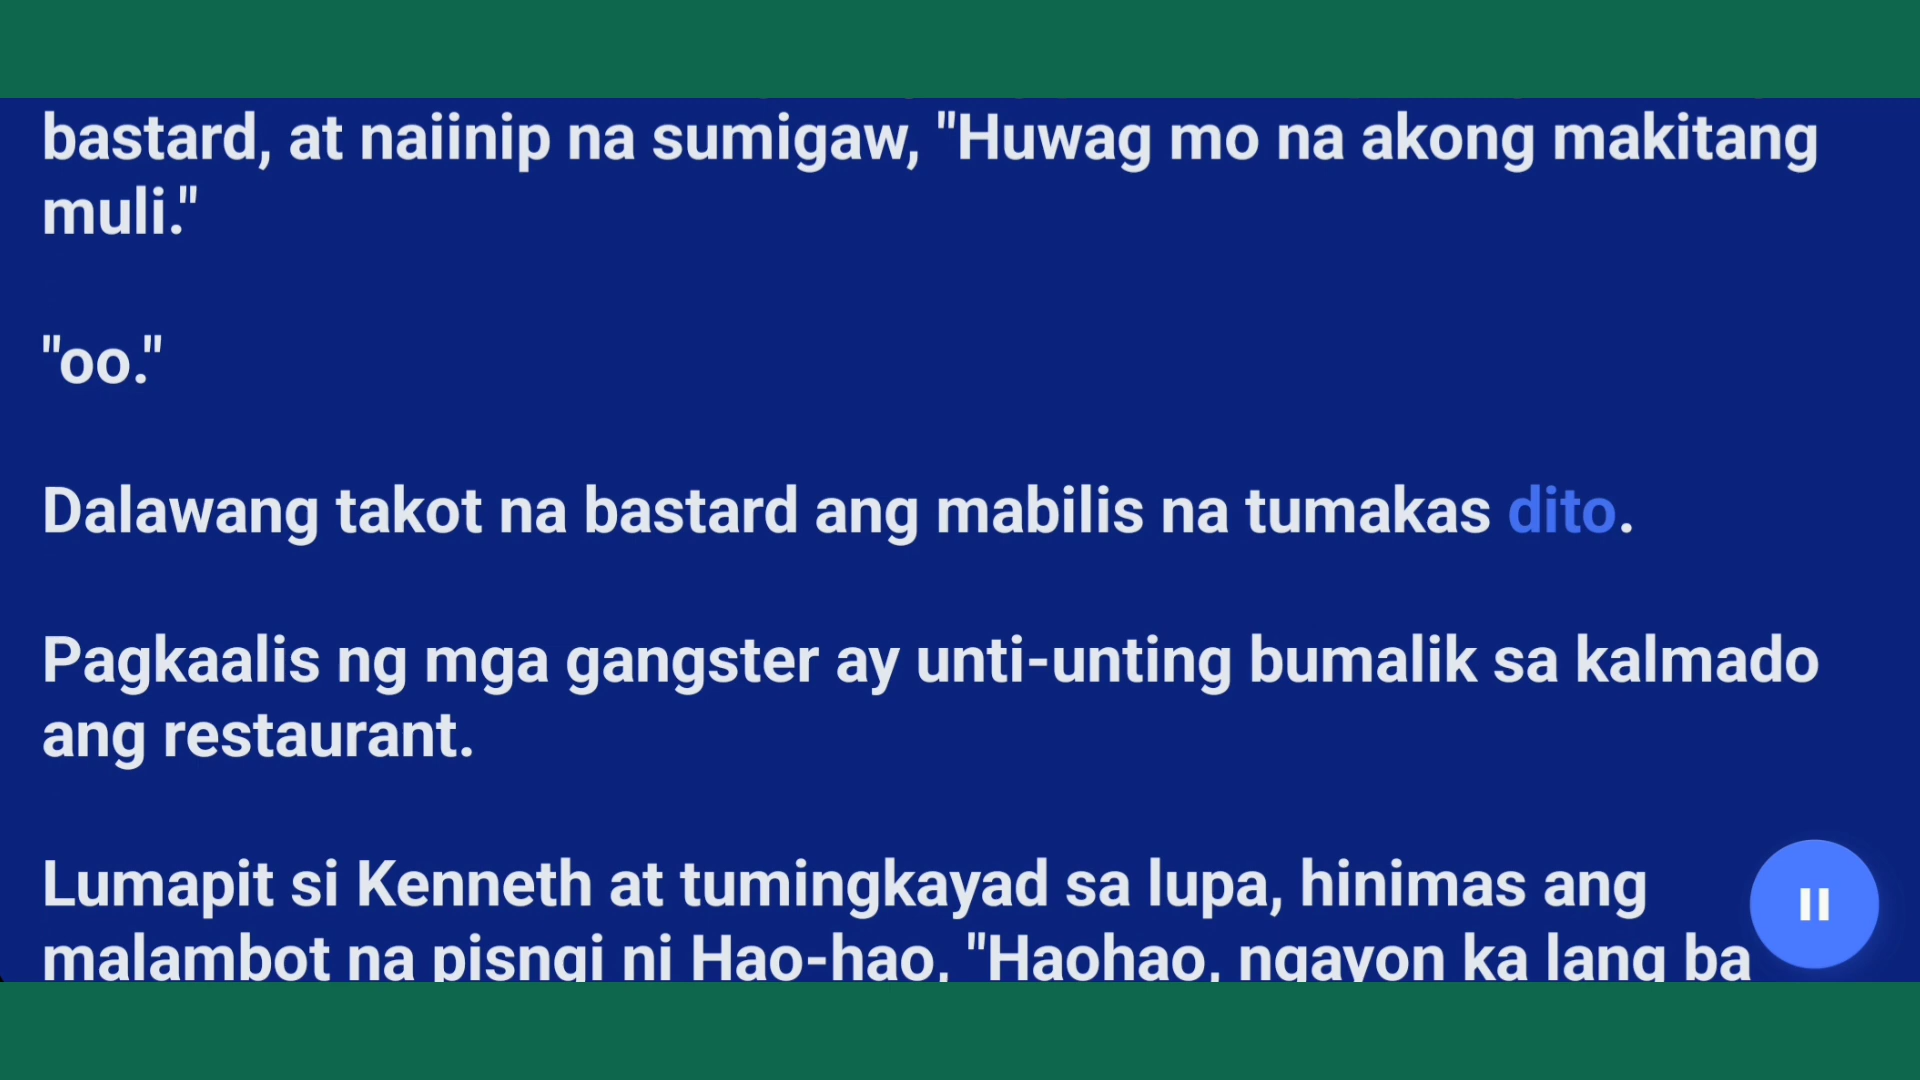 bastard, at naiinip na sumigaw, "Huwag mo na akong makitang
muli."
"oo."
Dalawang takot na bastard ang mabilis na tumakas dito.
Pagkaalis ng mga gangster ay unti-unting bumalik sa kalmado
ang restaurant.
Lumapit si Kenneth at tumingkayad sa lupa, hinimas ang
malambot na pisngi ni Hao-hao, "Haohao, ngayon ka lang ba